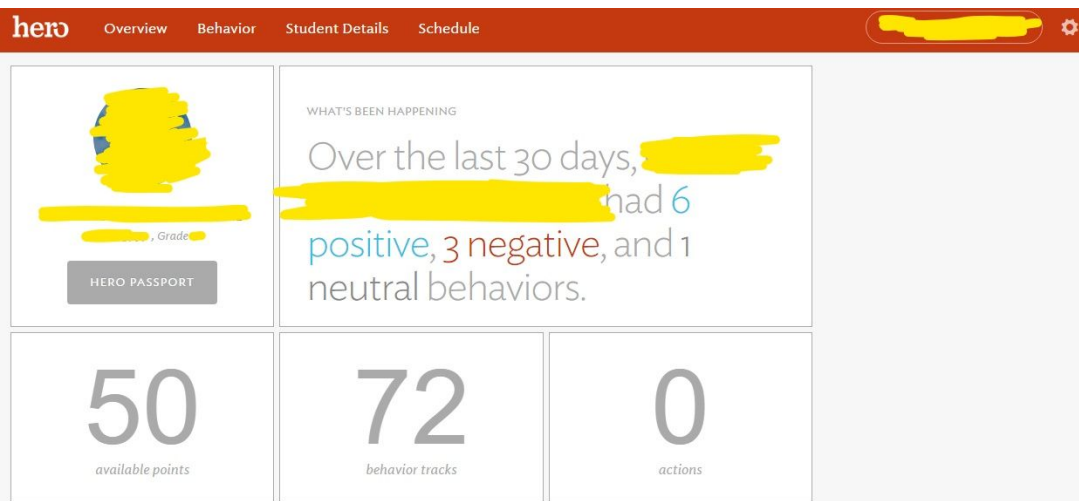 hero Overview Behavior Student Details Schedule
WHAT'S BEEN HAPPENING
Over the last 30 days,
had 6
positive, 3 negative, and 1
neutral behaviors.
, Grade
HERO PASSPORT
50
available points
72
behavior tracks
0
actions